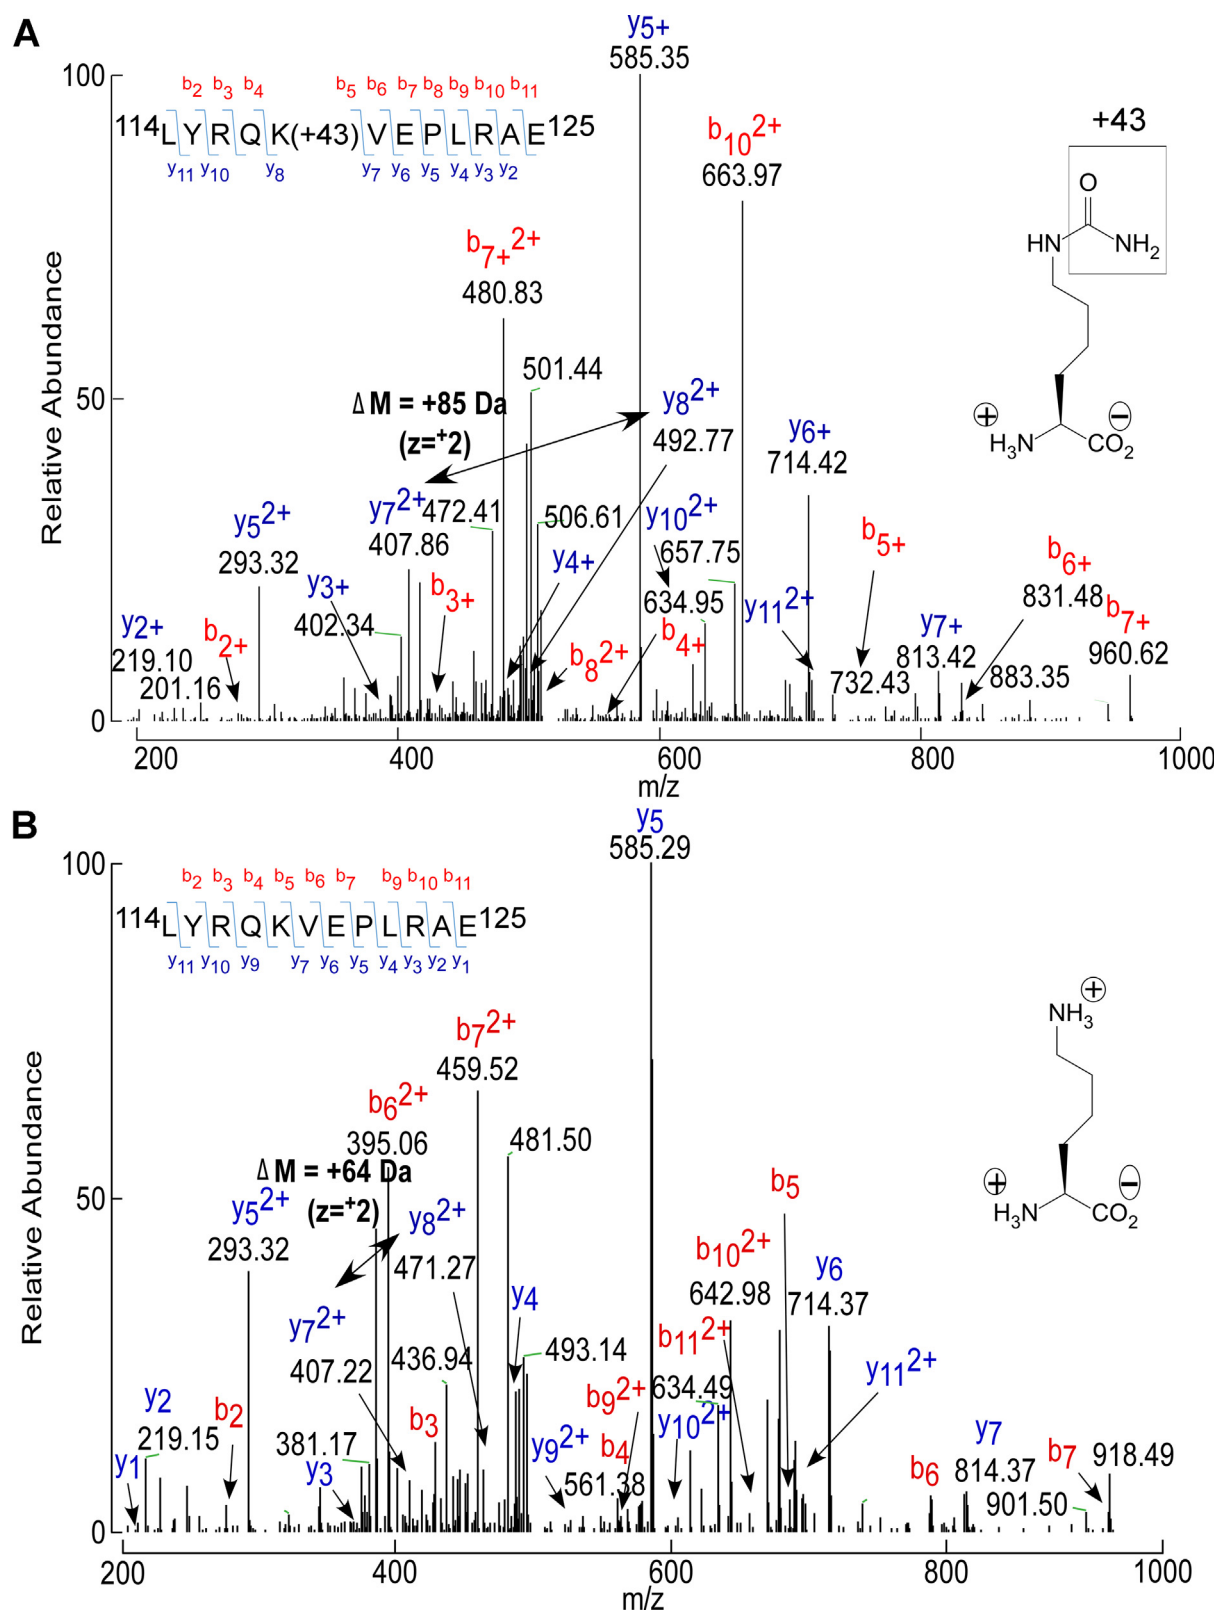 A
y5+
585.35
100
b2 b3 b4 b5 b6 b7 b8 b9 b10 b11
114LYRQK(+43)VEPLRAE125
y11 y10 y8 y7 y6 y5 y4 y3 y2
+43
O
HN NH2
H3N CO2
+ −
b10 2+
663.97
b7+ 2+
480.83
501.44
50
ΔM = +85 Da
(z=+2)
y8 2+
492.77
y6+
714.42
y5 2+
293.32
y7 2+
407.86
472.41
506.61
y10 2+
657.75
634.95
b5+
732.43
b6+
831.48
y3+
402.34
b3+
y4+
y11 2+
b7+
960.62
y2+
219.10
b2+
201.16
b8 2+
b4+
y7+
813.42
883.35
0
200 400 600 800 1000
m/z
Relative Abundance
B
y5
585.29
100
b2 b3 b4 b5 b6 b7 b9 b10 b11
114LYRQKVEPLRAE125
y11 y10 y9 y7 y6 y5 y4 y3 y2 y1
NH3 +
H3N CO2
+ −
b7 2+
459.52
b6 2+
395.06
481.50
ΔM = +64 Da
(z=+2)
50
y5 2+
293.32
y8 2+
471.27
b5
b10 2+
642.98
y6
714.37
y7 2+
407.22
y4
436.94
493.14
b11 2+
634.49
y11 2+
b9 2+
y10 2+
y2
219.15
b2
b3
y1
381.17
y3
y9 2+
561.38
b4
b6
y7
814.37
b7
918.49
901.50
0
200 400 600 800 1000
m/z
Relative Abundance